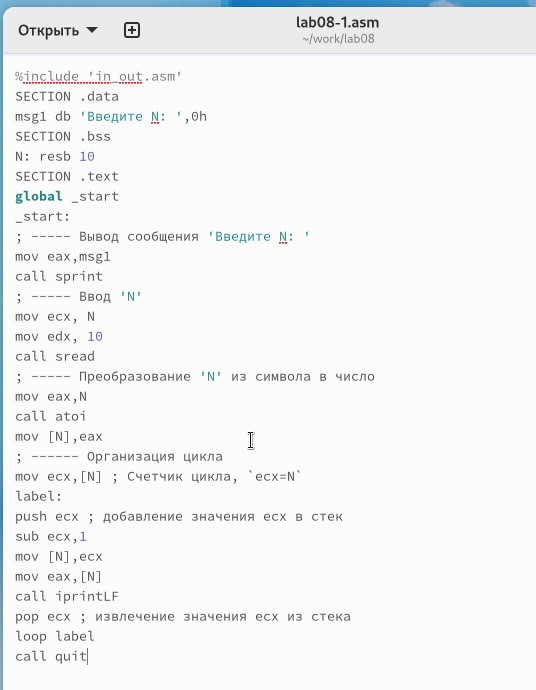 Открыть
lab08-1.asm
~/work/lab08
%include 'in_out.asm'
SECTION .data
msg1 db 'Введите N: ',0h
SECTION .bss
N: resb 10
SECTION .text
global _start
_start:
; ----- Вывод сообщения 'Введите N: '
mov eax,msg1
call sprint
; ----- Ввод 'N'
mov ecx, N
mov edx, 10
call sread
; ----- Преобразование 'N' из символа в число
mov eax,N
call atoi
mov [N],eax
; ------ Организация цикла
mov ecx,[N] ; Счетчик цикла, `ecx=N`
label:
push ecx ; добавление значения ecx в стек
sub ecx,1
mov [N],ecx
mov eax,[N]
call iprintLF
pop ecx ; извлечение значения ecx из стека
loop label
call quit